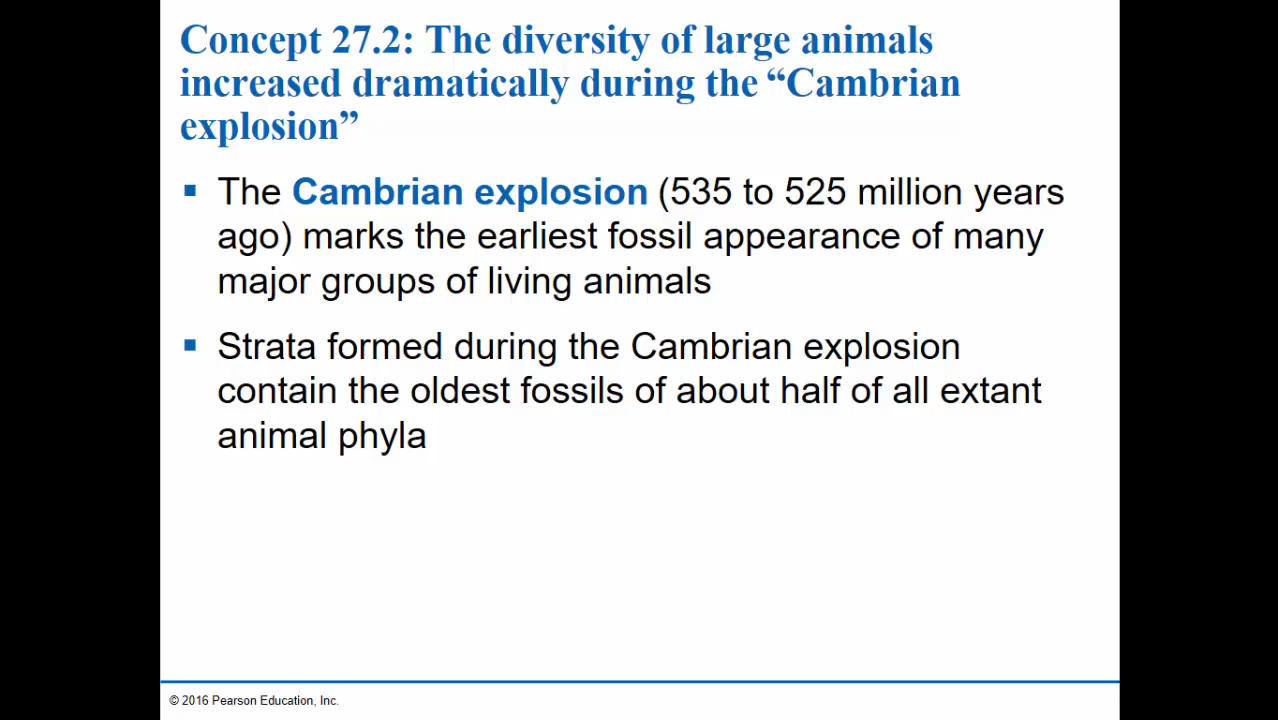 Concept 27.2: The diversity of large animals
increased dramatically during the “Cambrian
explosion”
▪ The Cambrian explosion (535 to 525 million years
ago) marks the earliest fossil appearance of many
major groups of living animals
▪ Strata formed during the Cambrian explosion
contain the oldest fossils of about half of all extant
animal phyla
© 2016 Pearson Education, Inc.